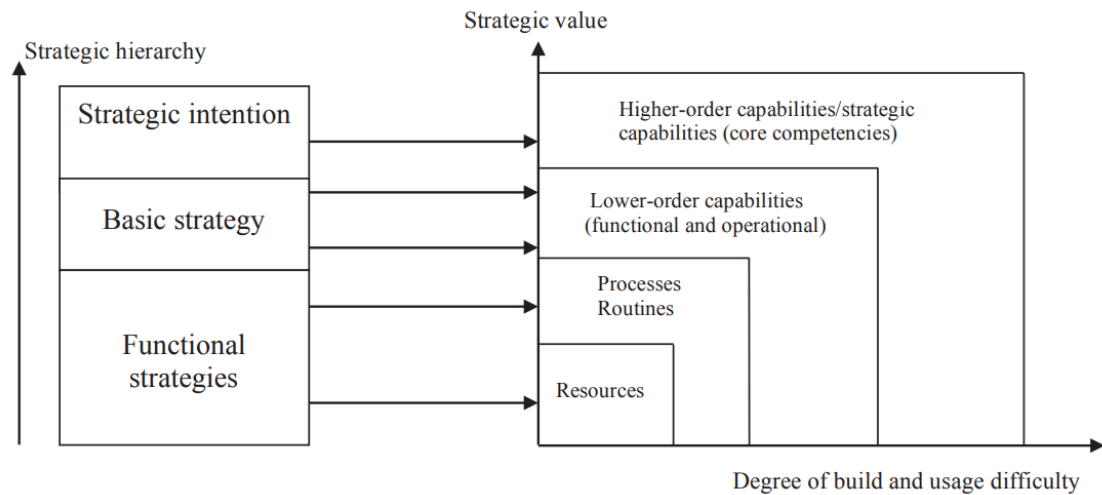 Strategic value
Strategic hierarchy
Strategic intention
Higher-order capabilities/strategic
capabilities (core competencies)
Basic strategy
Lower-order capabilities
(functional and operational)
Processes
Routines
Functional
strategies
Resources
Degree of build and usage difficulty